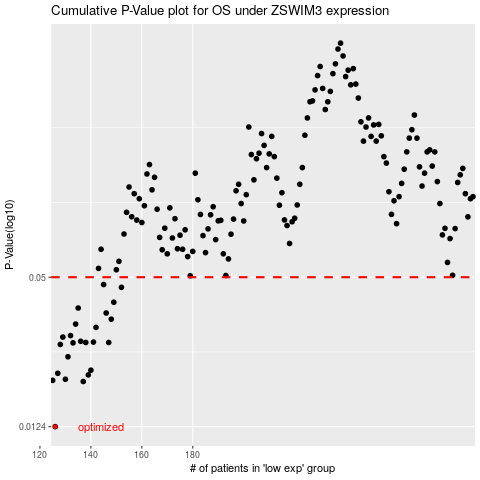 Cumulative P-Value plot for OS under ZSWIM3 expression
P-Value(log10)
0.05
0.0124
optimized
120 140 160 180
# of patients in 'low exp' group